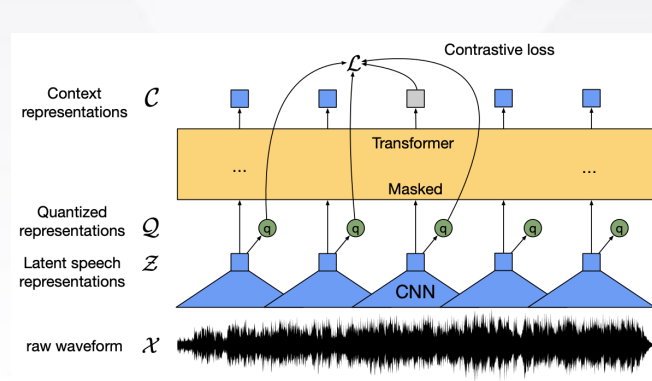 Contrastive loss
ℒ
Context
representations 𝒞
Transformer
... ...
Masked
Quantized
representations 𝒬
q q q q q
Latent speech
representations 𝒵
CNN
raw waveform 𝒳